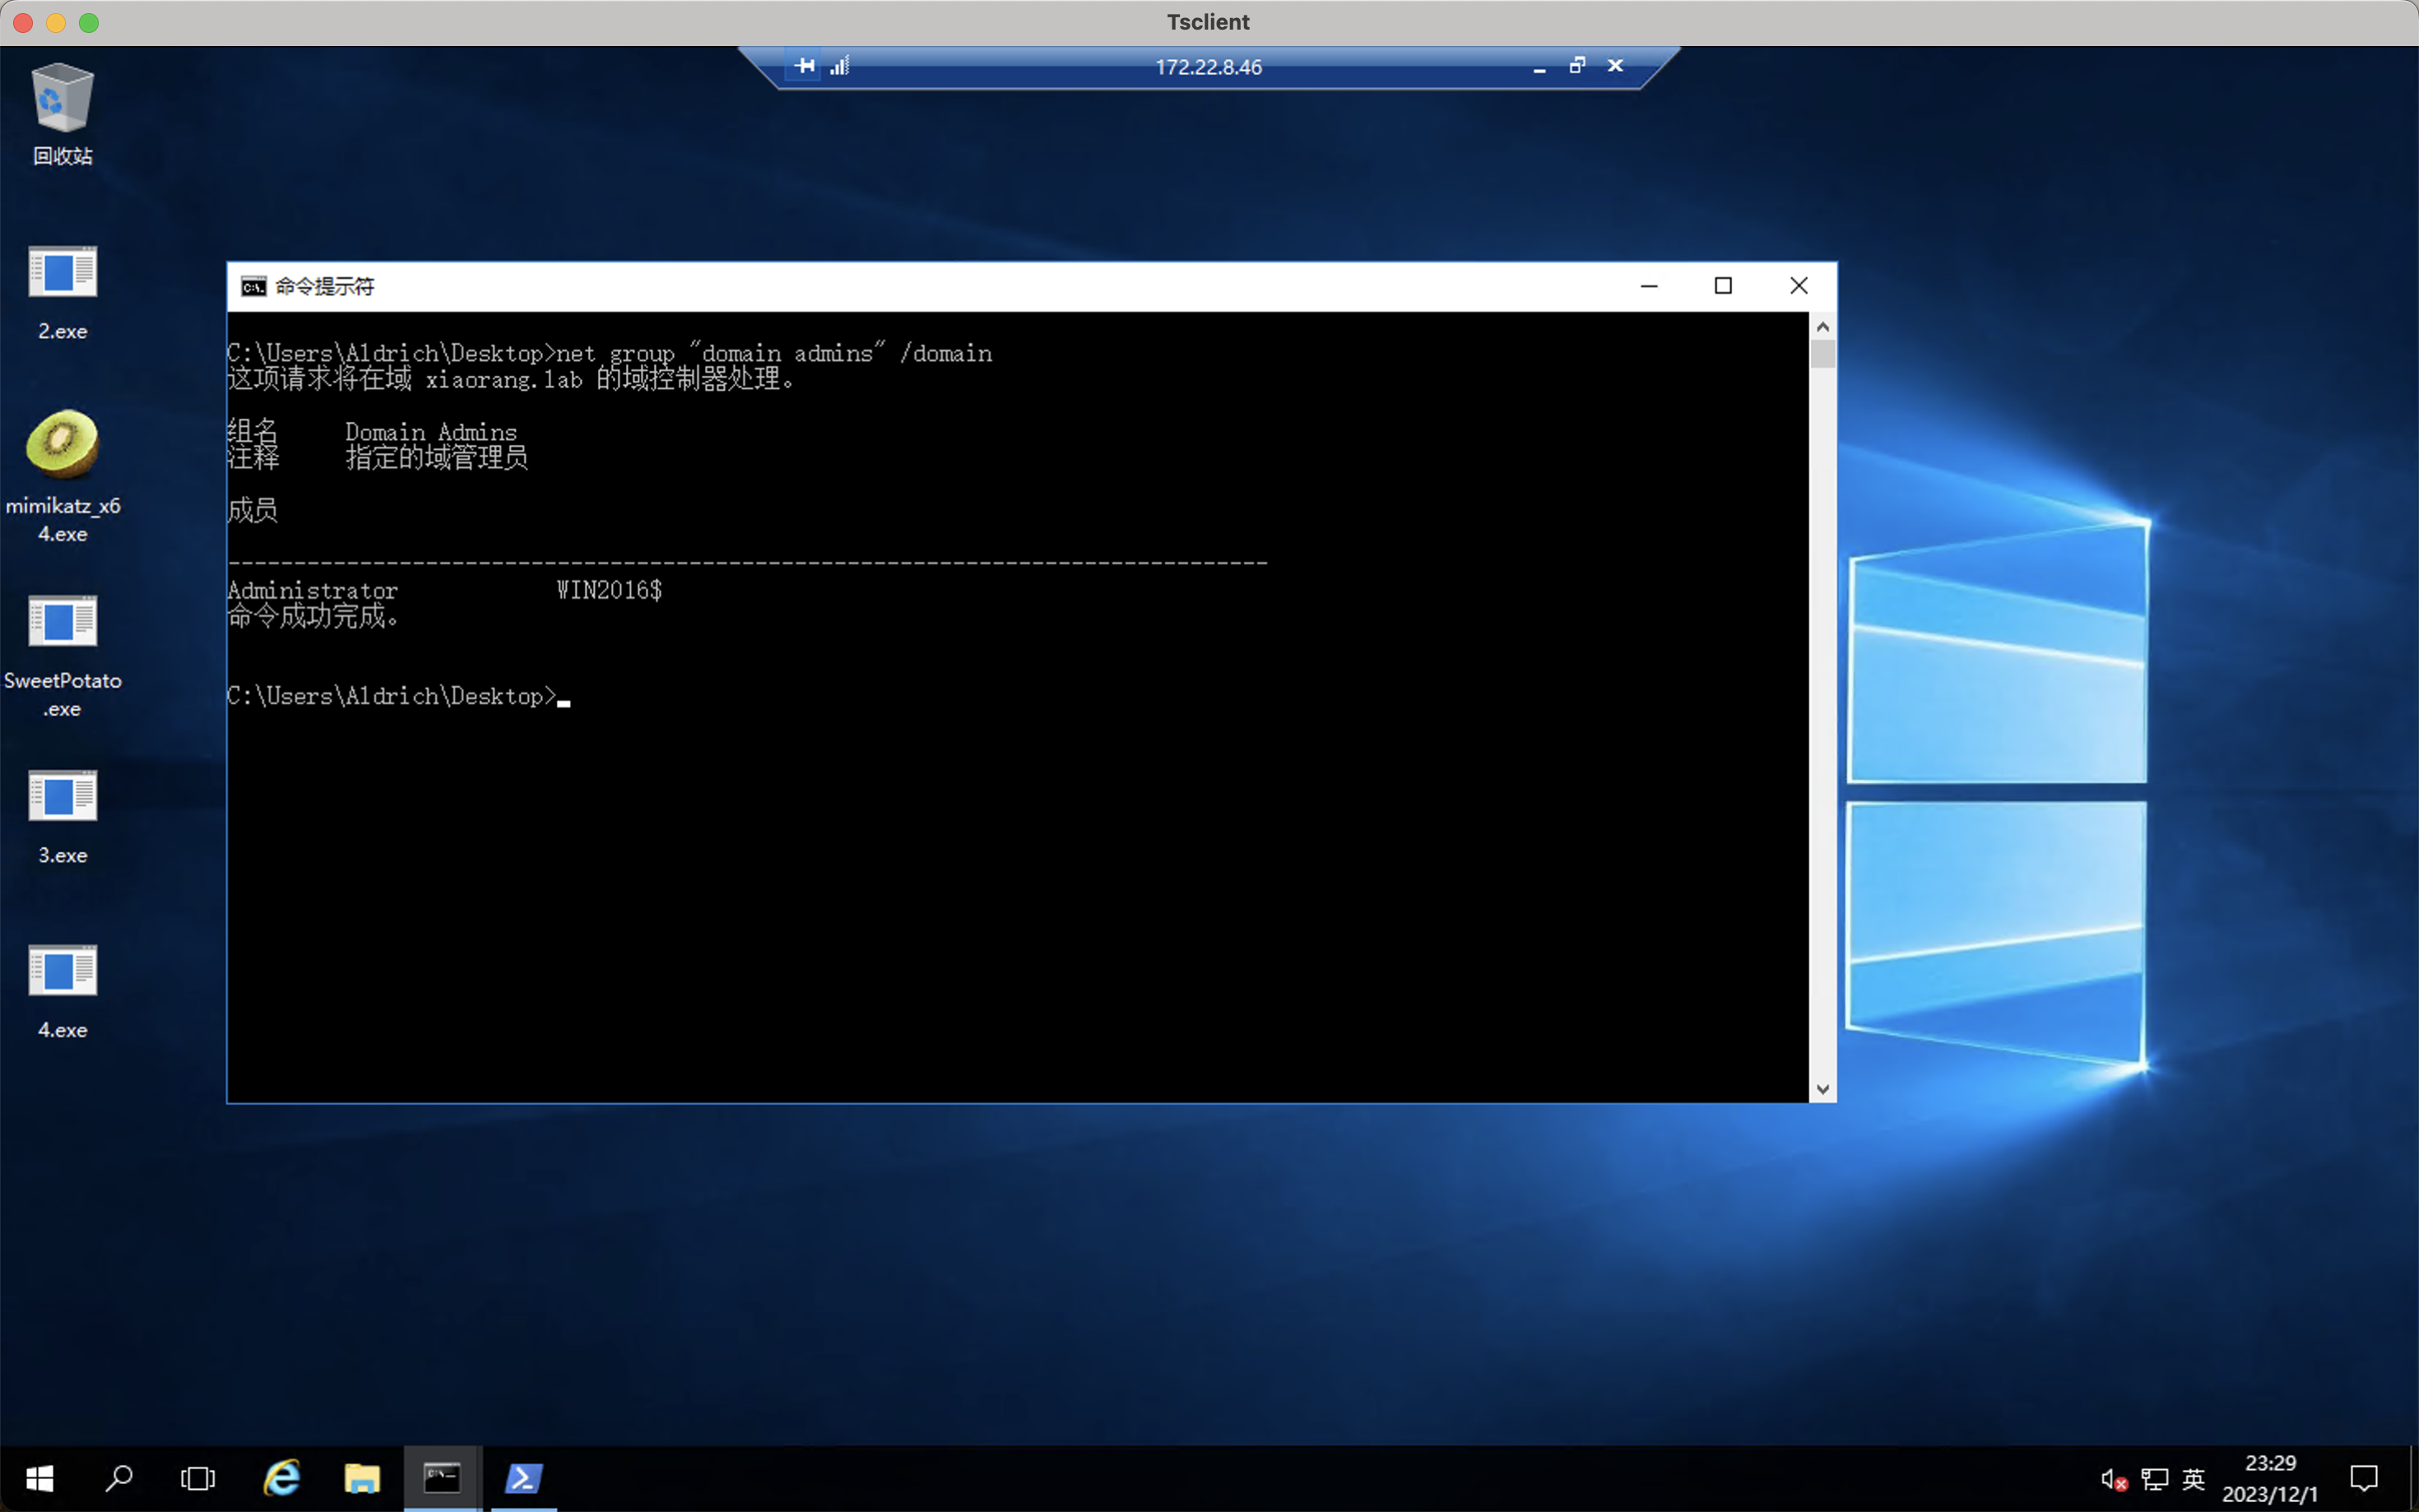 Tsclient
172.22.8.46
回收站
2.exe
mimikatz_x6
4.exe
SweetPotato
.exe
3.exe
4.exe
命令提示符
C:\Users\Aldrich\Desktop>net group "domain admins" /domain
这项请求将在域 xiaorang.lab 的域控制器处理。
组名     Domain Admins
注释     指定的域管理员
成员
-------------------------------------------------------------------------------
Administrator            WIN2016$
命令成功完成。
C:\Users\Aldrich\Desktop>
英
23:29
2023/12/1